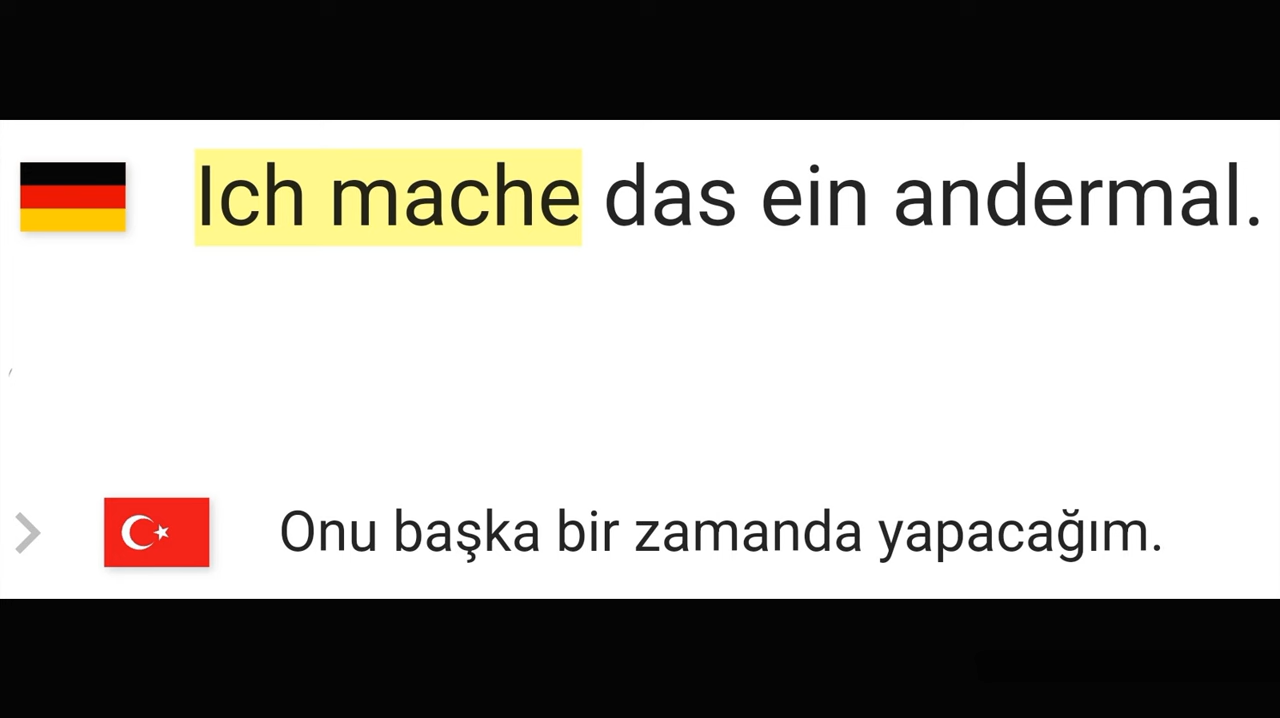 Ich mache das ein andermal.
Onu başka bir zamanda yapacağım.